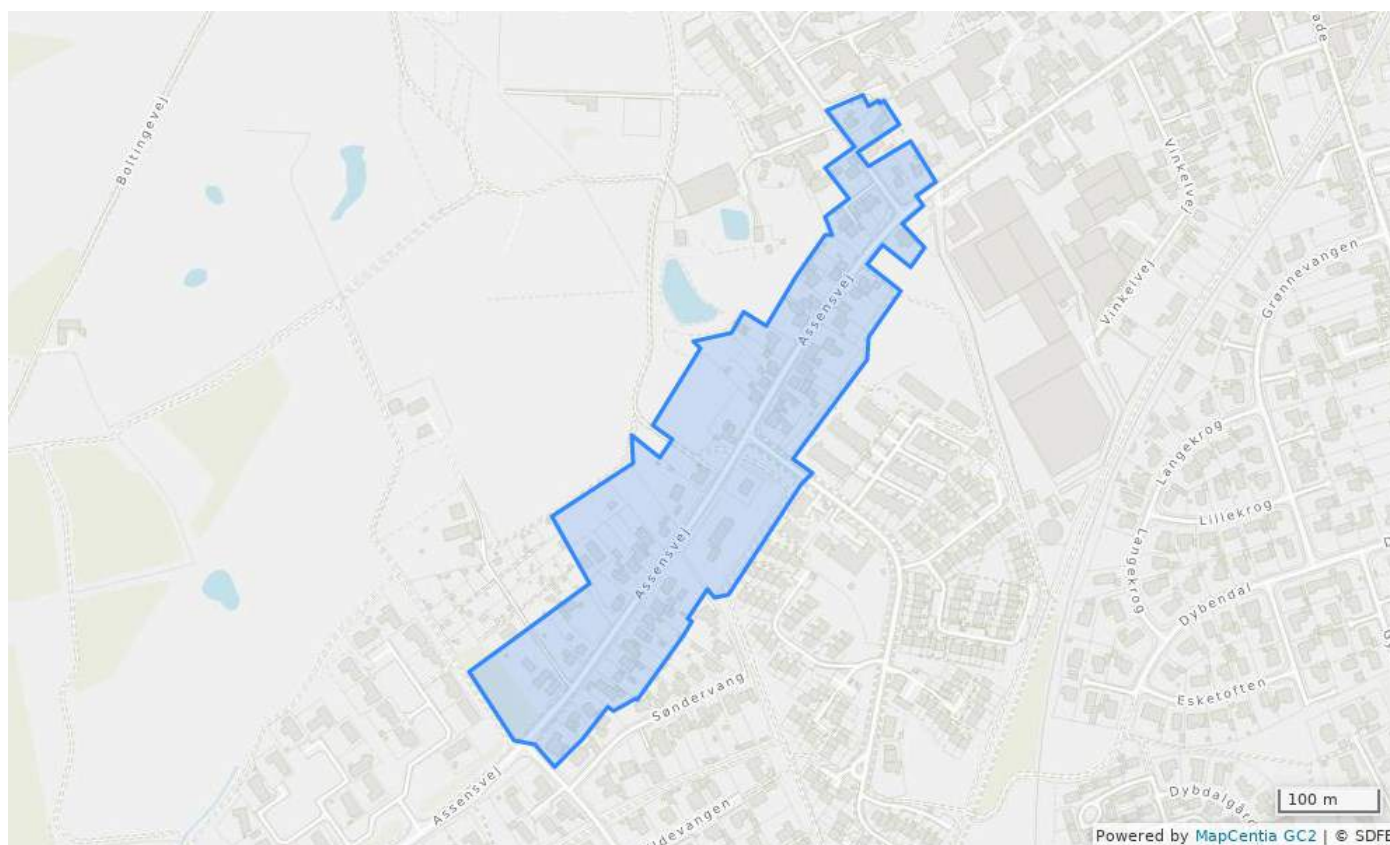 Boltingevej
ade
Vinkelvej
Grønnevangen
Vinkelvej
Assensvej
Langekrog
Lillekrog
Langekrog
Assensvej
Dybendal
Esketoften
Søndervang
Assensvej
100 m
Powered by MapCentia GC2 | © SDFE